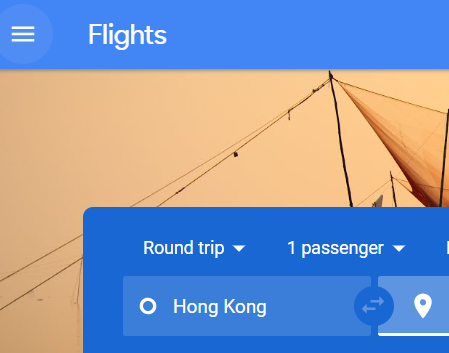 Flights
Round trip 1 passenger
Hong Kong